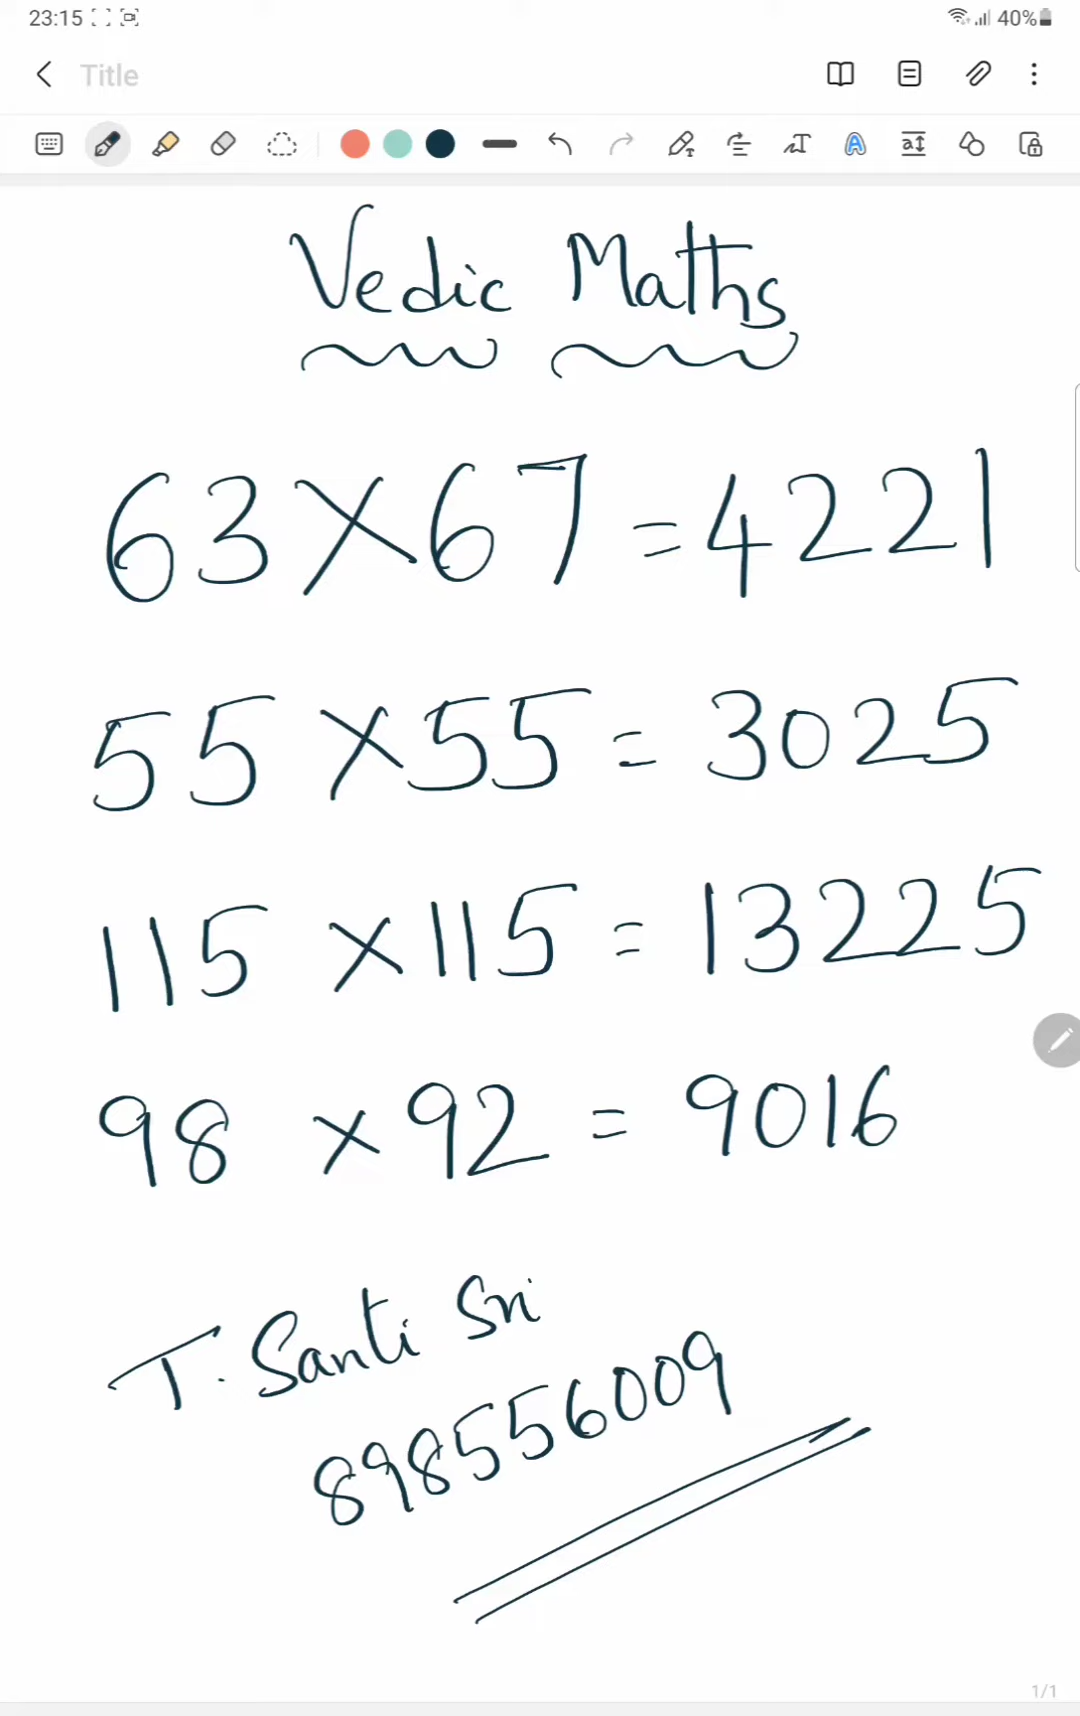 23:15 40%
Title
Vedic Maths
63×67=4221
55×55=3025
115×115=13225
98×92=9016
T. Santi Sri
8985556009
1/1